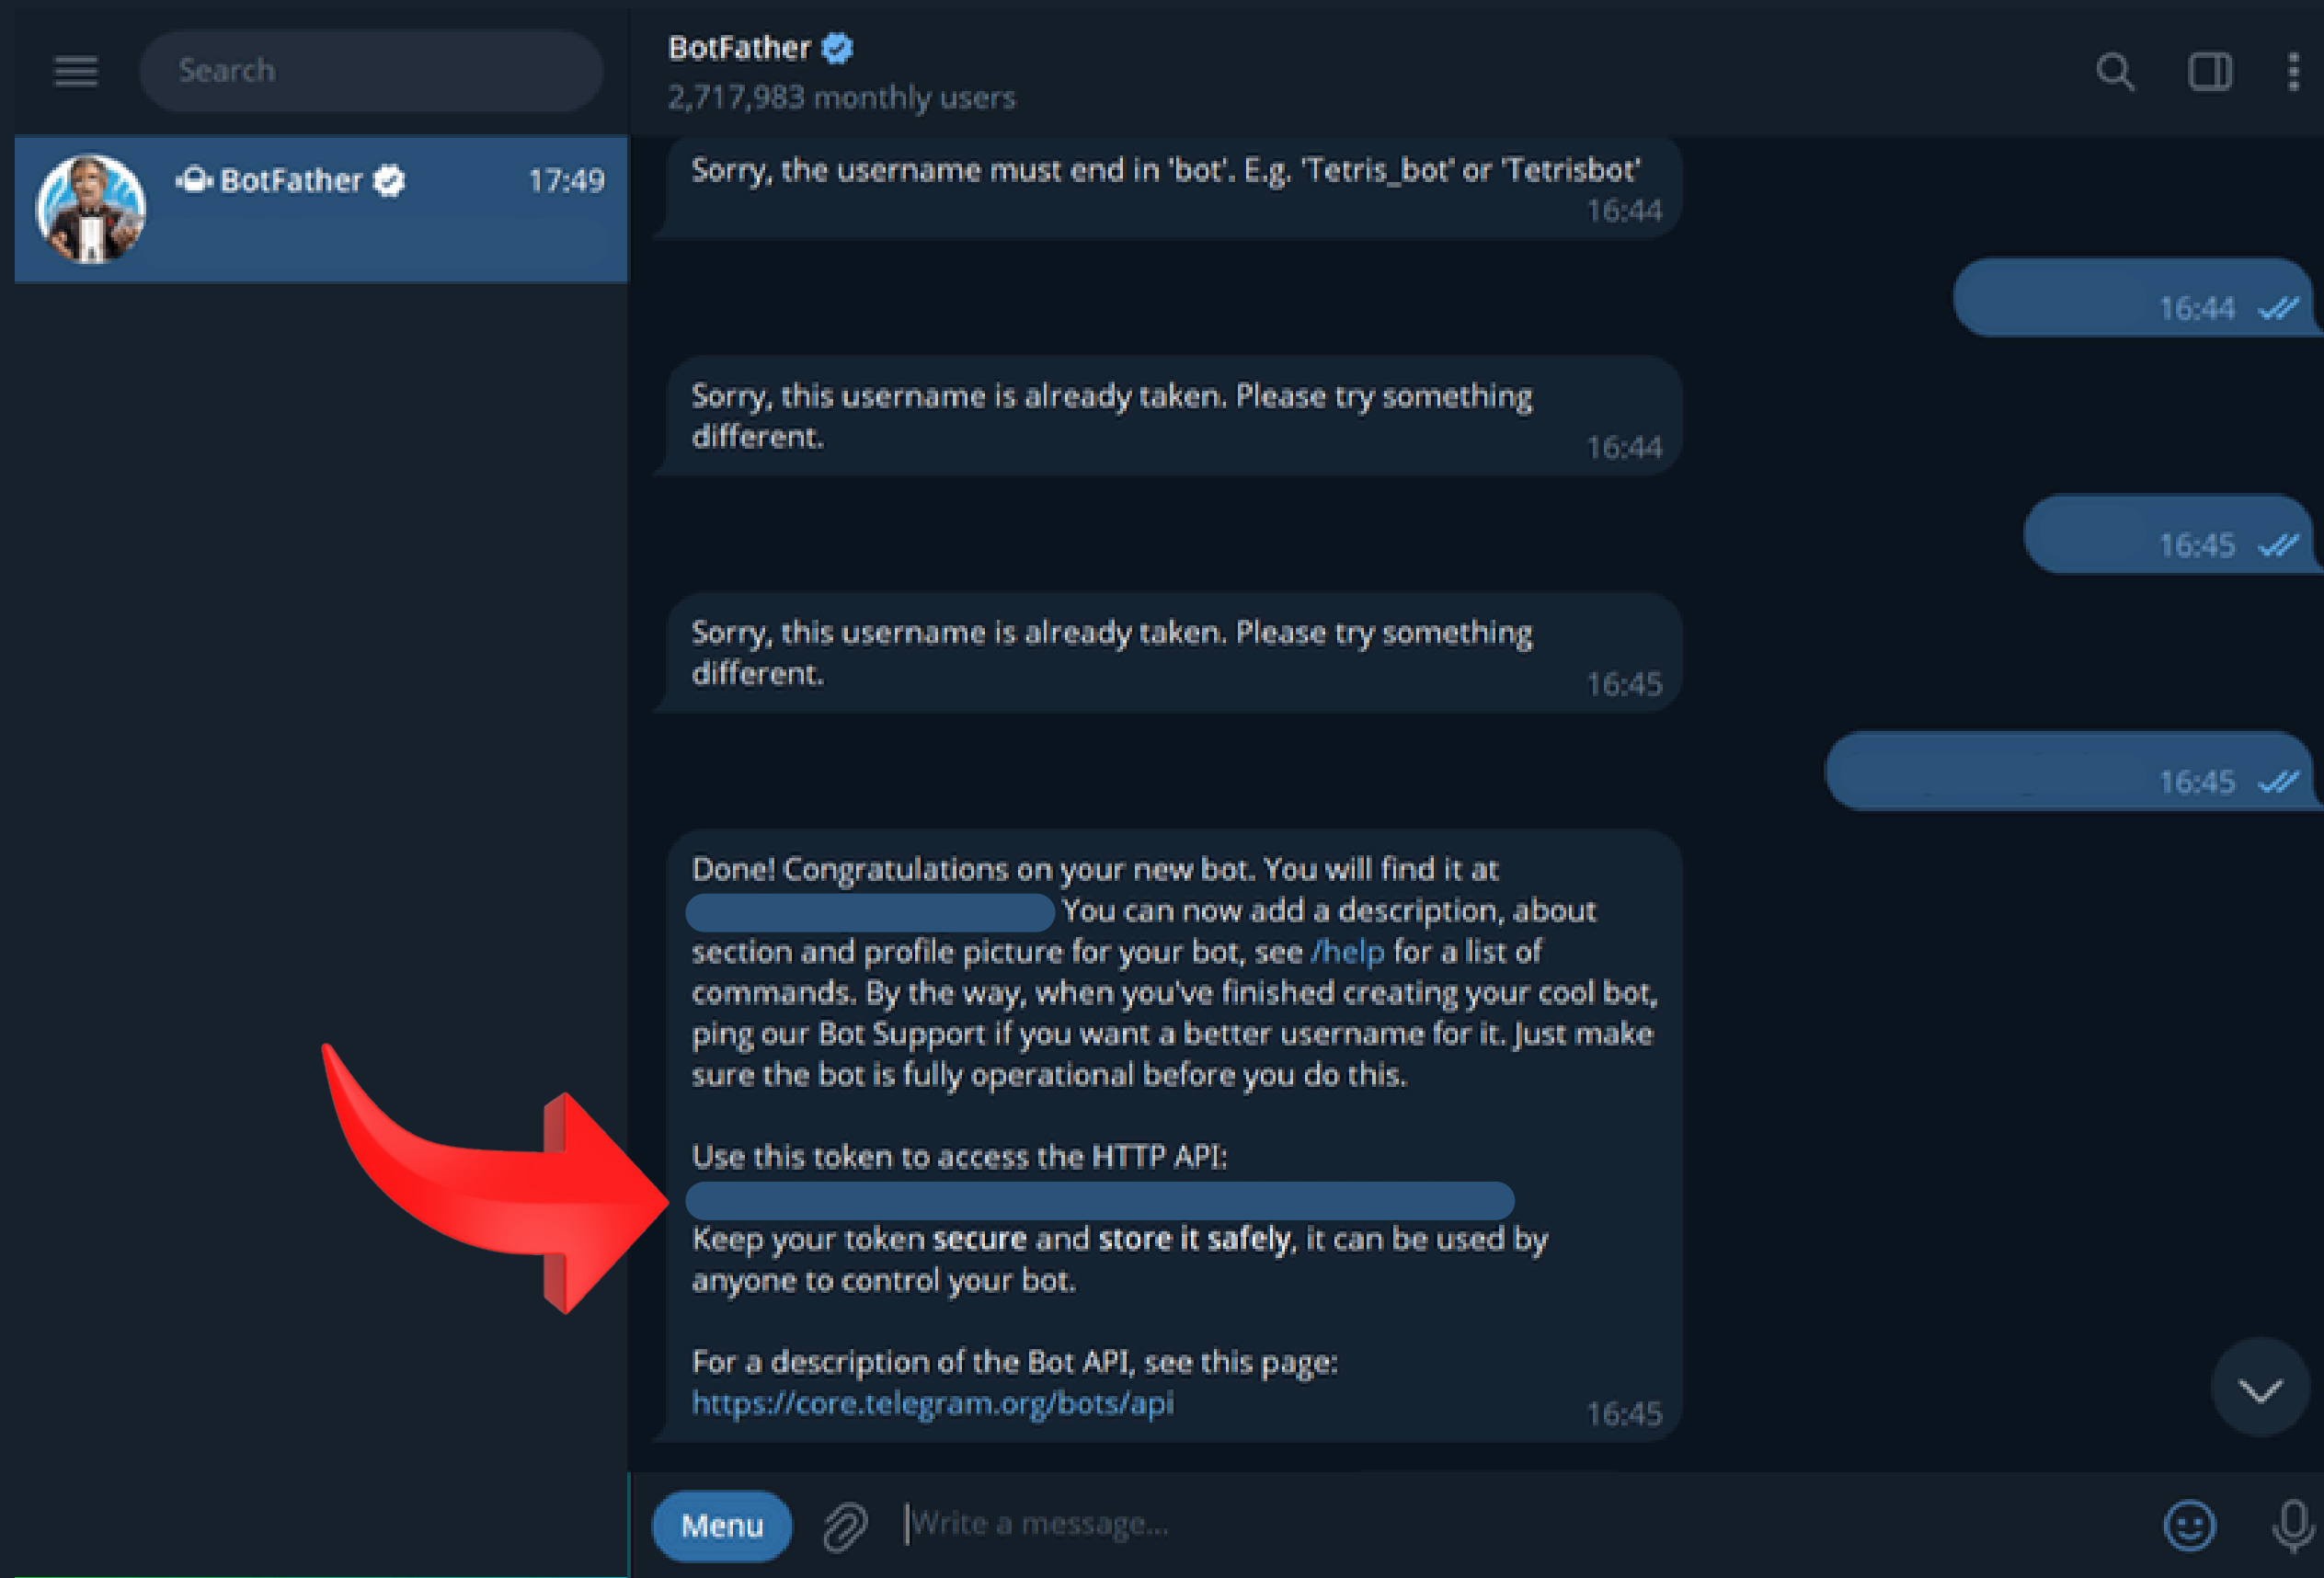 Search
BotFather
17:49
BotFather
2,717,983 monthly users
Sorry, the username must end in 'bot'. E.g. 'Tetris_bot' or 'Tetrisbot'
16:44
16:44
Sorry, this username is already taken. Please try something
different.
16:44
16:45
Sorry, this username is already taken. Please try something
different.
16:45
16:45
Done! Congratulations on your new bot. You will find it at
You can now add a description, about
section and profile picture for your bot, see /help for a list of
commands. By the way, when you've finished creating your cool bot,
ping our Bot Support if you want a better username for it. Just make
sure the bot is fully operational before you do this.
Use this token to access the HTTP API:
Keep your token secure and store it safely, it can be used by
anyone to control your bot.
For a description of the Bot API, see this page:
https://core.telegram.org/bots/api
16:45
Menu
Write a message...